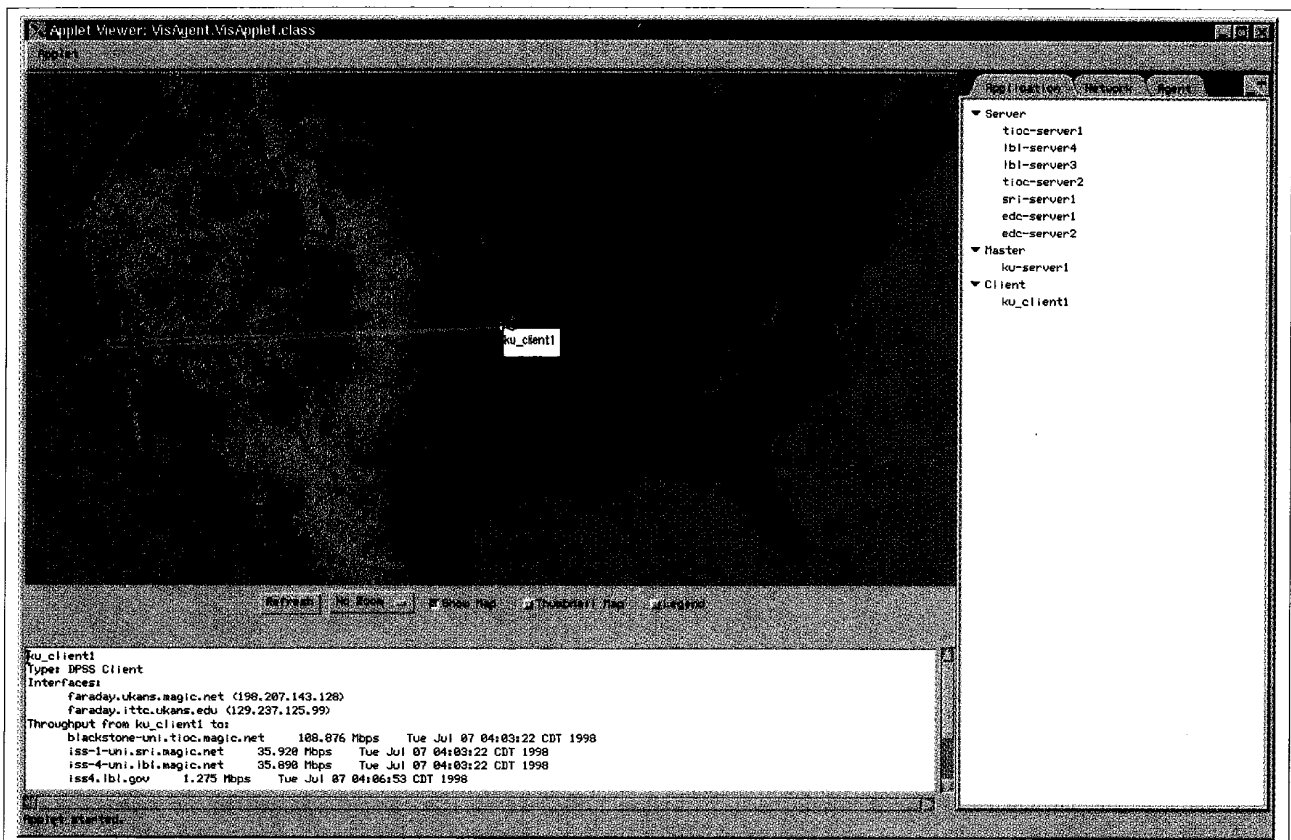 Applet Viewer: VisAgent.VisApplet.class
Applet
Application Network Agent
Server
tioc-server1
lbl-server4
lbl-server3
tioc-server2
sri-server1
edc-server1
edc-server2
Master
ku-server1
Client
ku_client1
ku_client1
Refresh No Zoom Show Map Thumbnail Map Legend
ku_client1
Type: DPSS Client
Interfaces:
faraday.ukans.magic.net (198.207.143.128)
faraday.ittc.ukans.edu (129.237.125.99)
Throughput from ku_client1 to:
blackstone-uni.tioc.magic.net 108.876 Mbps Tue Jul 07 04:03:22 CDT 1998
iss-1-uni.sri.magic.net 35.920 Mbps Tue Jul 07 04:03:22 CDT 1998
iss-4-uni.lbl.magic.net 35.890 Mbps Tue Jul 07 04:03:22 CDT 1998
iss4.lbl.gov 1.275 Mbps Tue Jul 07 04:06:53 CDT 1998
Applet started.